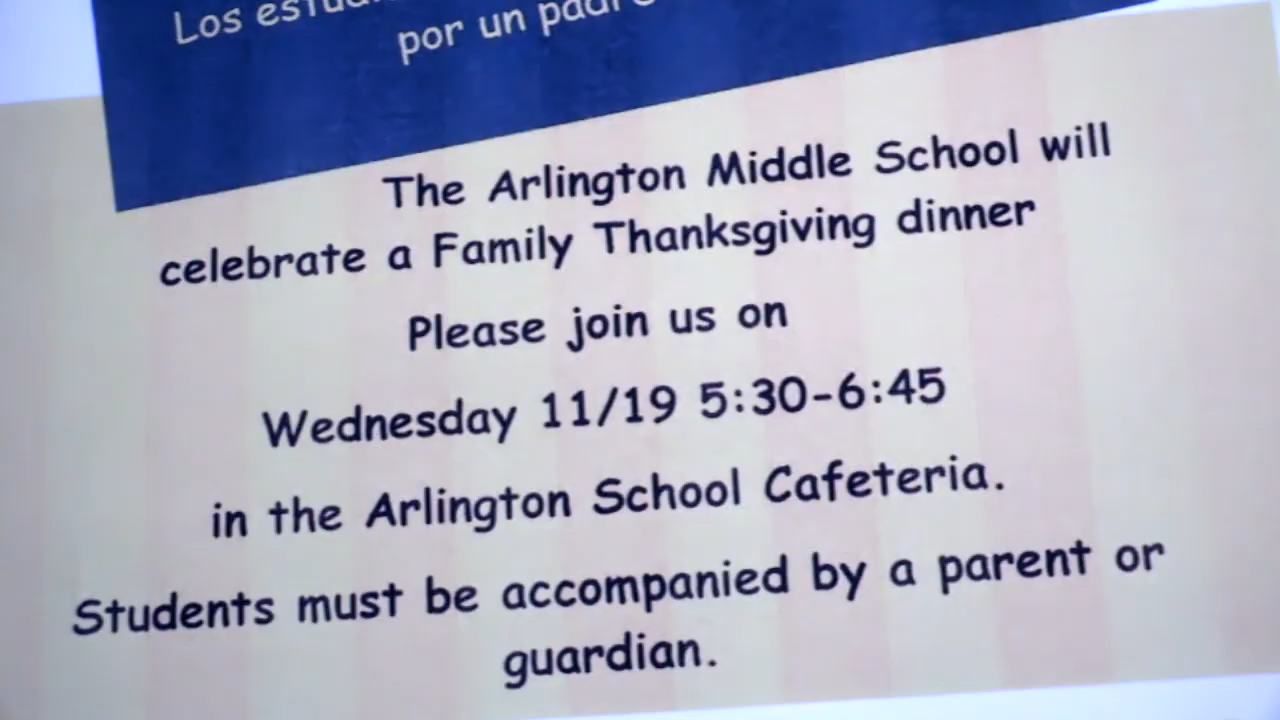 Los
por un
The Arlington Middle School will
celebrate a Family Thanksgiving dinner
Please join us on
Wednesday 11/19 5:30-6:45
in the Arlington School Cafeteria.
Students must be accompanied by a parent or
guardian.